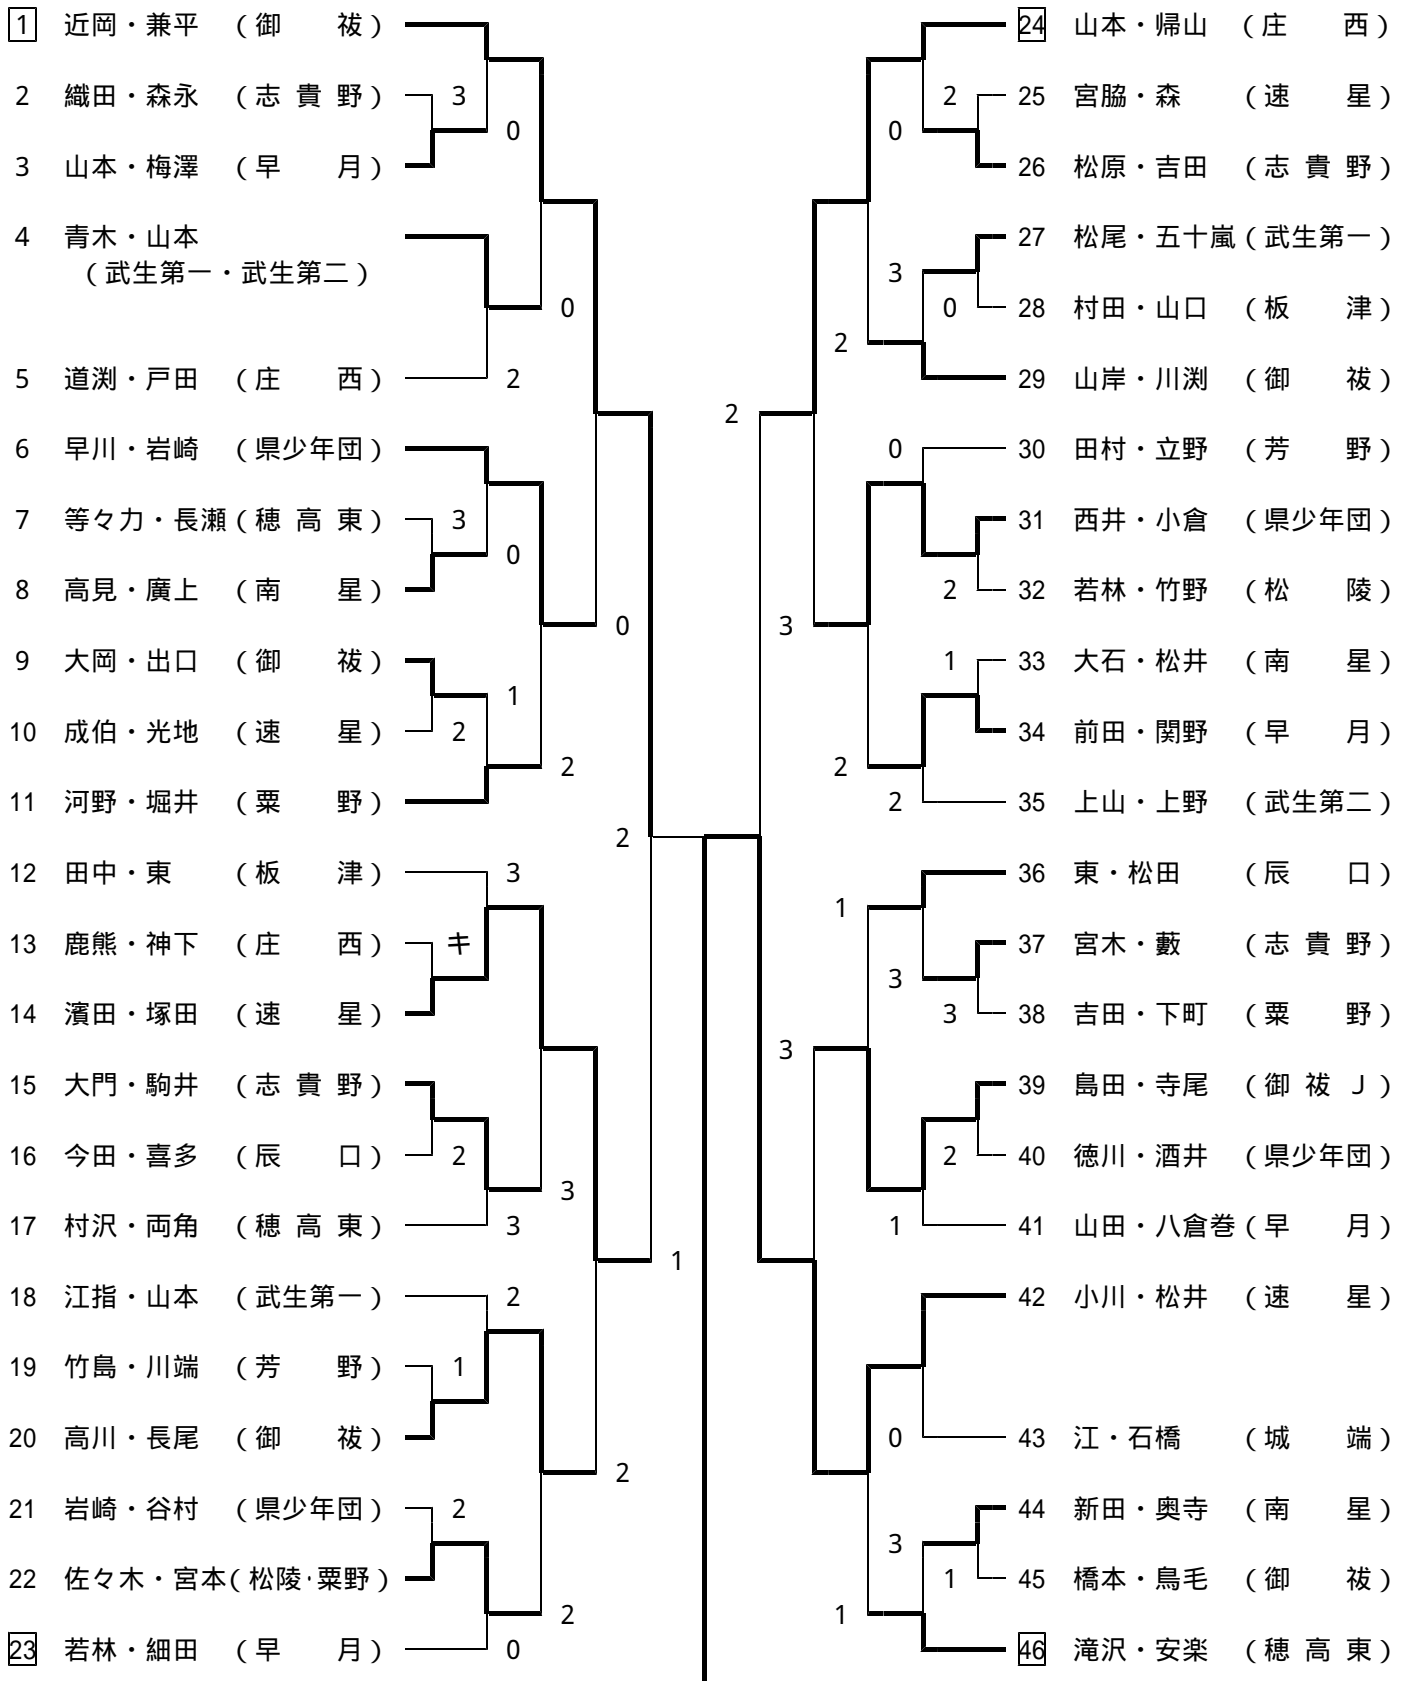 1 近岡・兼平 (御 祓)
2 織田・森永 (志 貴 野) 3
0
3 山本・梅澤 (早 月)
4 青木・山本
(武生第一・武生第二)
0
5 道渕・戸田 (庄 西) 2
6 早川・岩崎 (県少年団)
7 等々力・長瀬 (穂 高 東) 3
0
8 高見・廣上 (南 星)
0
9 大岡・出口 (御 祓)
1
10 成伯・光地 (速 星) 2
2
11 河野・堀井 (粟 野)
2
12 田中・東 (板 津) 3
13 鹿熊・神下 (庄 西) キ
14 濱田・塚田 (速 星)
15 大門・駒井 (志 貴 野)
16 今田・喜多 (辰 口) 2
3
17 村沢・両角 (穂 高 東) 3
1
18 江指・山本 (武生第一) 2
19 竹島・川端 (芳 野) 1
20 高川・長尾 (御 祓)
2
21 岩崎・谷村 (県少年団) 2
22 佐々木・宮本 (松陵・粟野)
2
23 若林・細田 (早 月) 0
24 山本・帰山 (庄 西)
2 25 宮脇・森 (速 星)
0
26 松原・吉田 (志 貴 野)
27 松尾・五十嵐 (武生第一)
3
0 28 村田・山口 (板 津)
2
29 山岸・川渕 (御 祓)
2
0 30 田村・立野 (芳 野)
31 西井・小倉 (県少年団)
2 32 若林・竹野 (松 陵)
3
1 33 大石・松井 (南 星)
34 前田・関野 (早 月)
2
2 35 上山・上野 (武生第二)
36 東・松田 (辰 口)
1
37 宮木・藪 (志 貴 野)
3
3 38 吉田・下町 (粟 野)
3
39 島田・寺尾 (御 祓 J)
2 40 徳川・酒井 (県少年団)
1 41 山田・八倉巻 (早 月)
42 小川・松井 (速 星)
0 43 江・石橋 (城 端)
44 新田・奥寺 (南 星)
3
1 45 橋本・鳥毛 (御 祓)
1
46 滝沢・安楽 (穂 高 東)